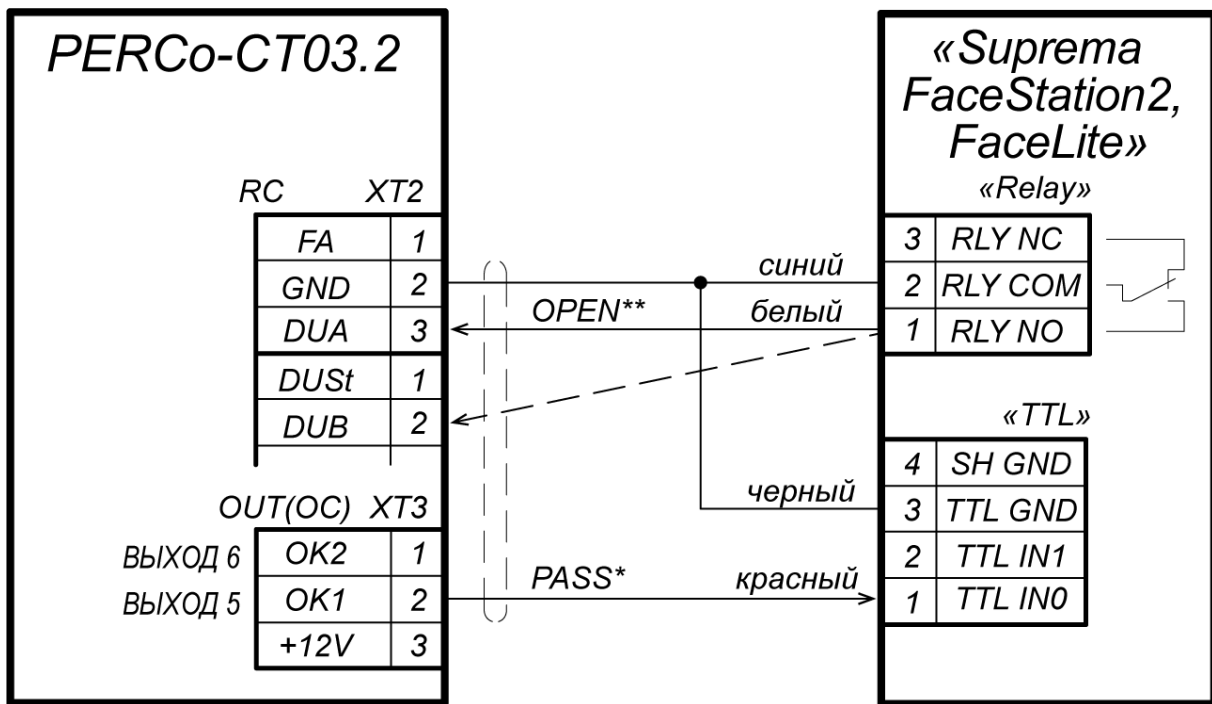 PERCo-CT03.2
RC XT2
FA 1
GND 2
DUA 3
DUSt 1
DUB 2
OUT(OC) XT3
ВЫХОД 6 OK2 1
ВЫХОД 5 OK1 2
+12V 3
синий
OPEN** белый
черный
PASS* красный
«Suprema
FaceStation2,
FaceLite»
«Relay»
3 RLY NC
2 RLY COM
1 RLY NO
«TTL»
4 SH GND
3 TTL GND
2 TTL IN1
1 TTL IN0